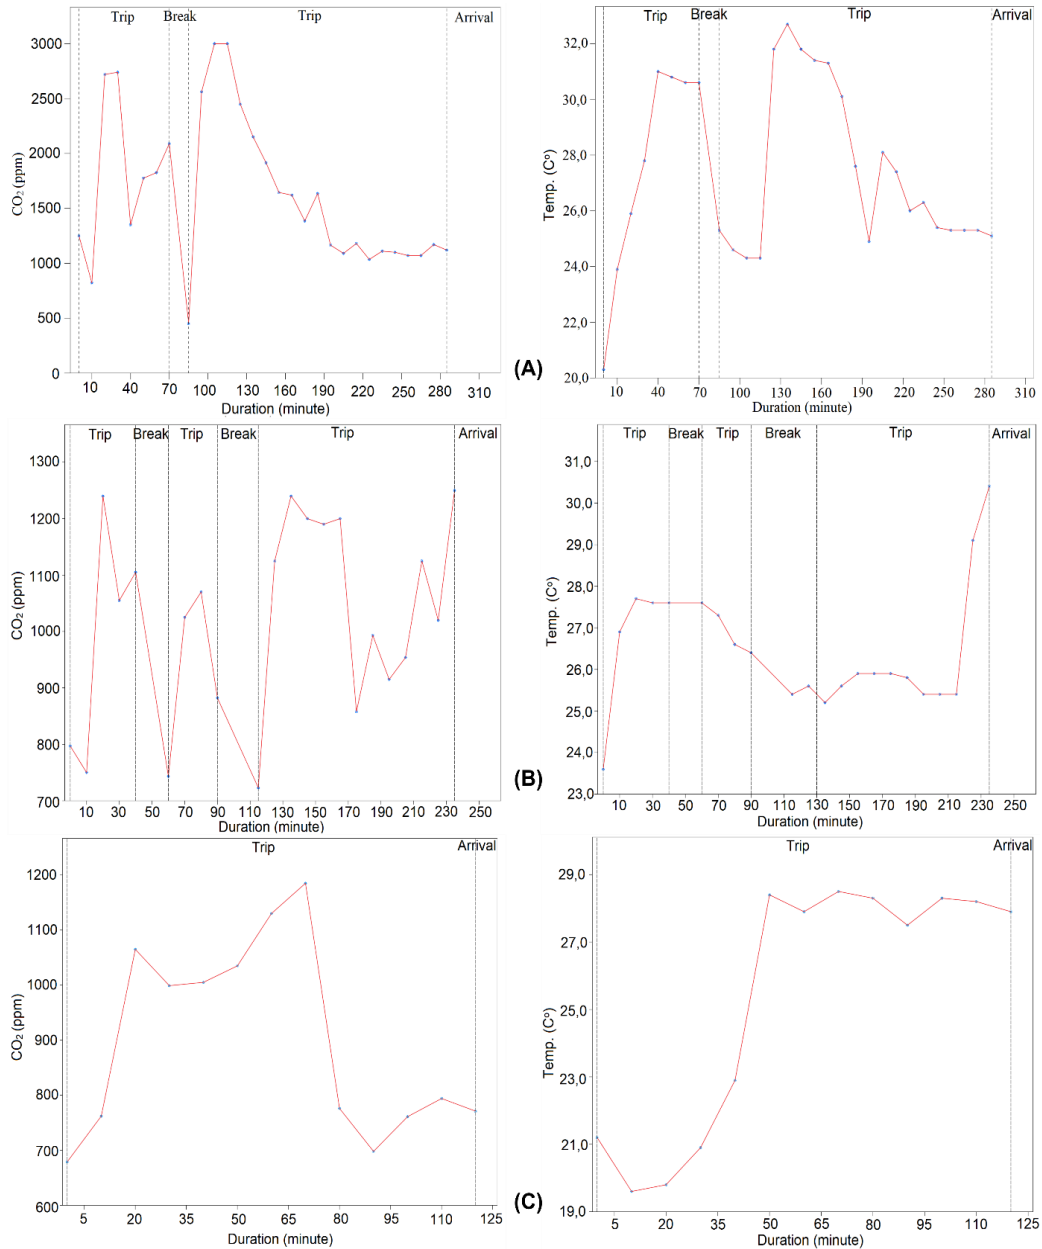 Trip Break Trip Arrival
3000
2500
2000
1500
1000
500
0
CO₂ (ppm)
10 40 70 100 130 160 190 220 250 280 310
Duration (minute)
Trip Break Trip Arrival
32,0
30,0
28,0
26,0
24,0
22,0
20,0
Temp. (C°)
10 40 70 100 130 160 190 220 250 280 310
Duration (minute)
(A)
Trip Break Trip Break Trip Arrival
1300
1200
1100
1000
900
800
700
CO₂ (ppm)
10 30 50 70 90 110 130 150 170 190 210 230 250
Duration (minute)
Trip Break Trip Break Trip Arrival
31,0
30,0
29,0
28,0
27,0
26,0
25,0
24,0
23,0
Temp. (C°)
10 30 50 70 90 110 130 150 170 190 210 230 250
Duration (minute)
(B)
Trip Arrival
1200
1100
1000
900
800
700
600
CO₂ (ppm)
5 20 35 50 65 80 95 110 125
Duration (minute)
Trip Arrival
29,0
27,0
25,0
23,0
21,0
19,0
Temp. (C°)
5 20 35 50 65 80 95 110 125
Duration (minute)
(C)